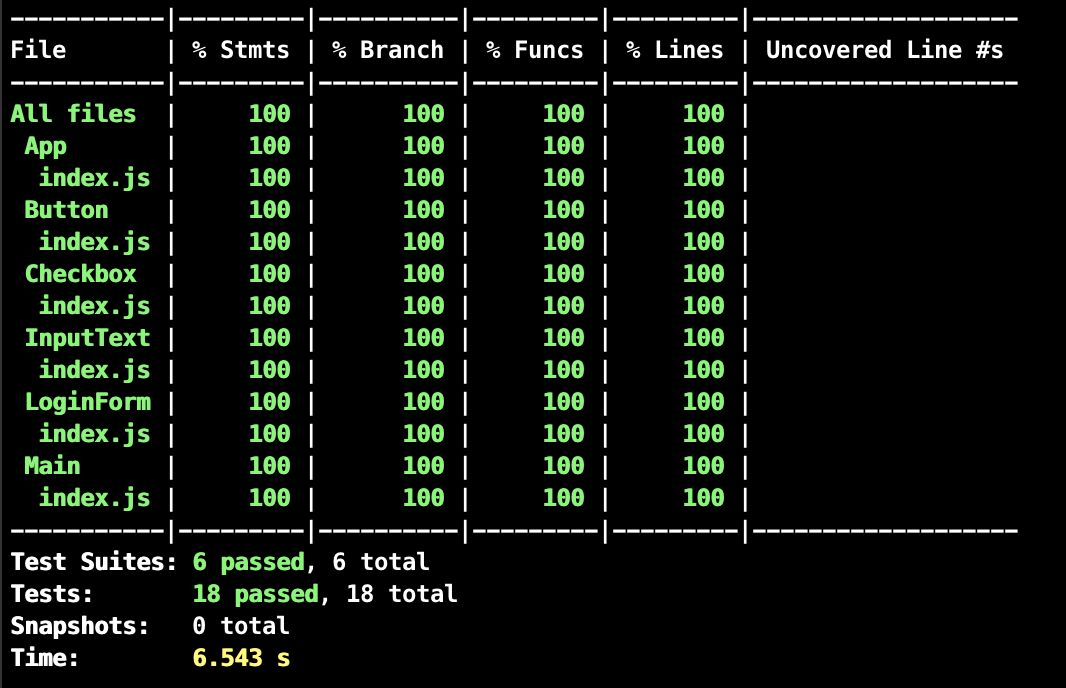 -----------|---------|----------|---------|---------|-------------------
File       | % Stmts | % Branch | % Funcs | % Lines | Uncovered Line #s
-----------|---------|----------|---------|---------|-------------------
All files  |     100 |      100 |     100 |     100 |
 App       |     100 |      100 |     100 |     100 |
  index.js |     100 |      100 |     100 |     100 |
 Button    |     100 |      100 |     100 |     100 |
  index.js |     100 |      100 |     100 |     100 |
 Checkbox  |     100 |      100 |     100 |     100 |
  index.js |     100 |      100 |     100 |     100 |
 InputText |     100 |      100 |     100 |     100 |
  index.js |     100 |      100 |     100 |     100 |
 LoginForm |     100 |      100 |     100 |     100 |
  index.js |     100 |      100 |     100 |     100 |
 Main      |     100 |      100 |     100 |     100 |
  index.js |     100 |      100 |     100 |     100 |
-----------|---------|----------|---------|---------|-------------------
Test Suites: 6 passed, 6 total
Tests:       18 passed, 18 total
Snapshots:   0 total
Time:        6.543 s